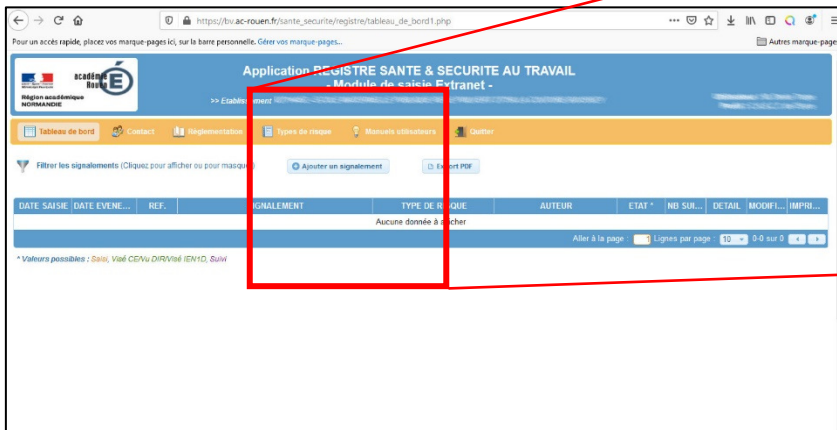 https://bv.ac-rouen.fr/sante_securite/registre/tableau_de_bord1.php
Pour un accès rapide, placez vos marque-pages ici, sur la barre personnelle. Gérer vos marque-pages...
Autres marque-page
académie
Rouen
Région académique
NORMANDIE
Application REGISTRE SANTE & SECURITE AU TRAVAIL
- Module de saisie Extranet -
>> Etablissement
Tableau de bord Contact Réglementation Types de risque Manuels utilisateurs Quitter
Filtrer les signalements (Cliquez pour afficher ou pour masquer) Ajouter un signalement Export PDF
DATE SAISIE DATE EVENE... REF. SIGNALEMENT TYPE DE RISQUE AUTEUR ETAT * NB SUI... DETAIL MODIFI... IMPRI...
Aucune donnée à afficher
Aller à la page : 1 Lignes par page : 10 0-0 sur 0
* Valeurs possibles : Saisi, Visé CE/Vu DIR/Visé IEN1D, Suivi